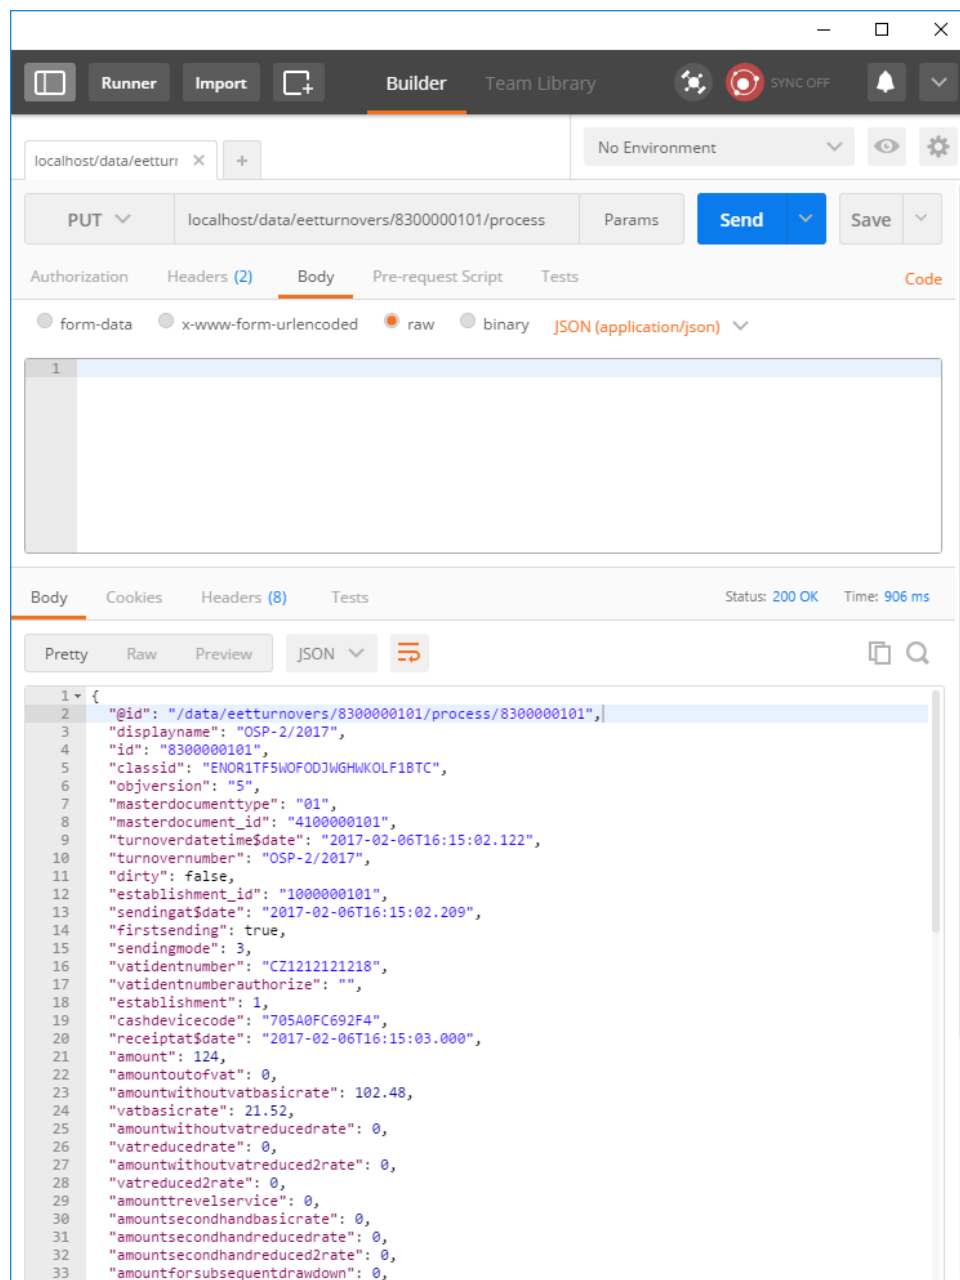 Runner Import Builder Team Library SYNC OFF
localhost/data/eettur No Environment
PUT localhost/data/eetturnovers/8300000101/process Params Send Save
Authorization Headers (2) Body Pre-request Script Tests Code
form-data x-www-form-urlencoded raw binary JSON (application/json)
1
Body Cookies Headers (8) Tests Status: 200 OK Time: 906 ms
Pretty Raw Preview JSON
1 {
2 "@id": "/data/eetturnovers/8300000101/process/8300000101",
3 "displayname": "OSP-2/2017",
4 "id": "8300000101",
5 "classid": "ENOR1TF5WOFODJWGHWKOLF1BTC",
6 "objversion": "5",
7 "masterdocumenttype": "01",
8 "masterdocument_id": "4100000101",
9 "turnoverdatetime$date": "2017-02-06T16:15:02.122",
10 "turnovernumber": "OSP-2/2017",
11 "dirty": false,
12 "establishment_id": "1000000101",
13 "sendingat$date": "2017-02-06T16:15:02.209",
14 "firstsending": true,
15 "sendingmode": 3,
16 "vatidentnumber": "CZ1212121218",
17 "vatidentnumberauthorize": "",
18 "establishment": 1,
19 "cashdevicecode": "705A0FC692F4",
20 "receiptat$date": "2017-02-06T16:15:03.000",
21 "amount": 124,
22 "amountoutofvat": 0,
23 "amountwithoutvatbasicrate": 102.48,
24 "vatbasicrate": 21.52,
25 "amountwithoutvatreducedrate": 0,
26 "vatreducedrate": 0,
27 "amountwithoutvatreduced2rate": 0,
28 "vatreduced2rate": 0,
29 "amounttrevelservice": 0,
30 "amountsecondhandbasicrate": 0,
31 "amountsecondhandreducedrate": 0,
32 "amountsecondhandreduced2rate": 0,
33 "amountforsubsequentdrawdown": 0,